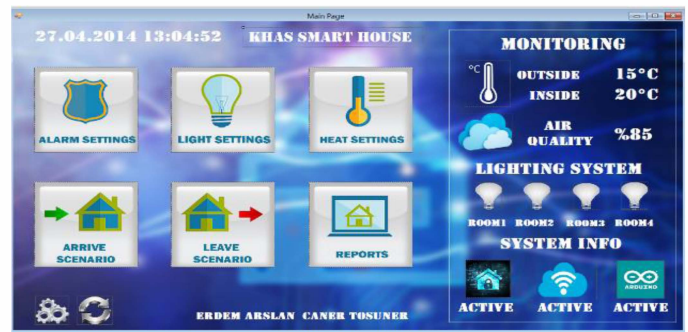 Main Page
27.04.2014 13:04:52 KHAS SMART HOUSE
ALARM SETTINGS
LIGHT SETTINGS
HEAT SETTINGS
ARRIVE
SCENARIO
LEAVE
SCENARIO
REPORTS
ERDEM ARSLAN CANER TOSUNER
MONITORING
°C
OUTSIDE 15°C
INSIDE 20°C
AIR
QUALITY %85
LIGHTING SYSTEM
ROOM1 ROOM2 ROOM3 ROOM4
SYSTEM INFO
ARDUINO
ACTIVE ACTIVE ACTIVE